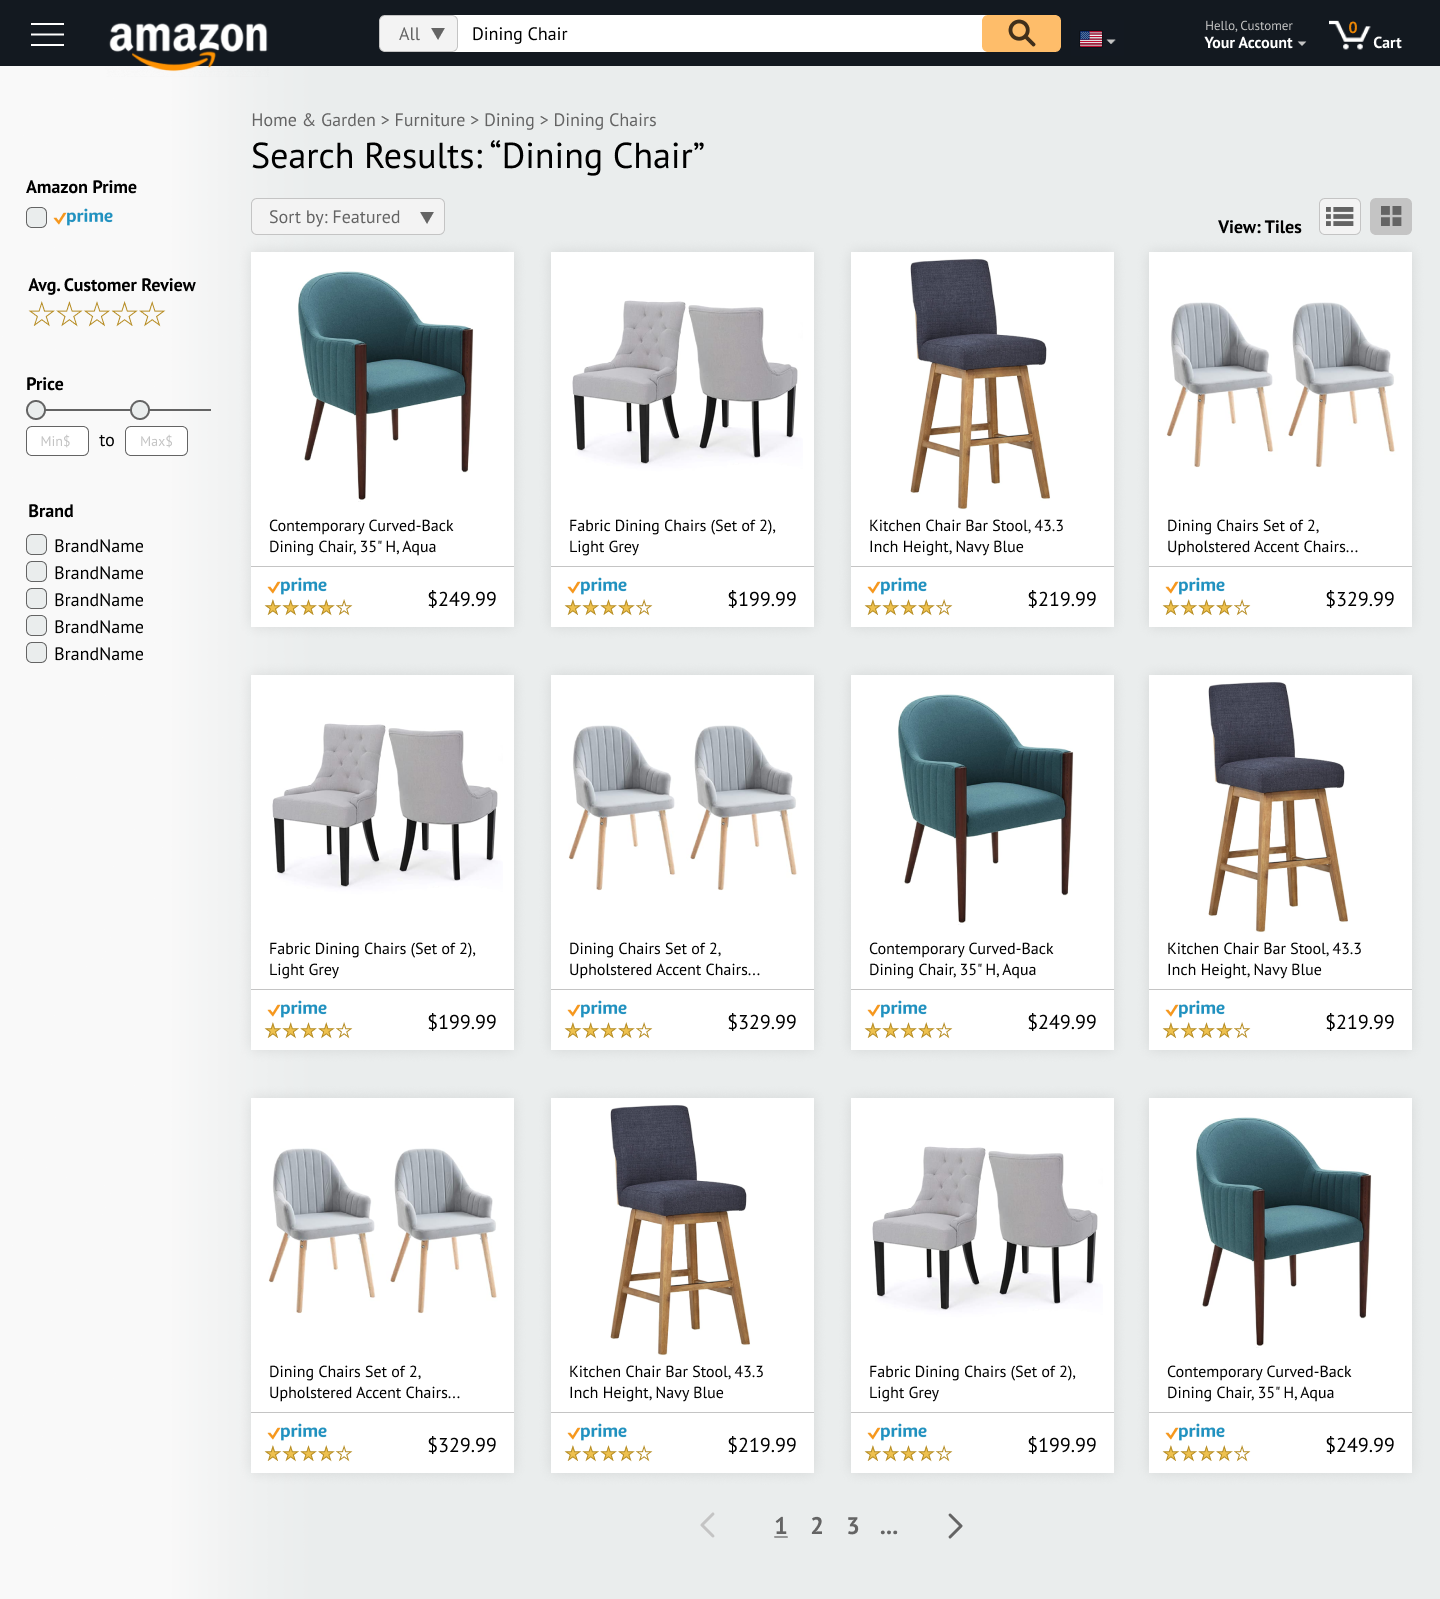 amazon
All
Dining Chair
Hello, Customer
Your Account
0
Cart
Home & Garden > Furniture > Dining > Dining Chairs
Search Results: “Dining Chair”
Amazon Prime
prime
Avg. Customer Review
Price
Min$ to Max$
Brand
BrandName
BrandName
BrandName
BrandName
BrandName
Sort by: Featured
View: Tiles
Contemporary Curved-Back
Dining Chair, 35" H, Aqua
prime
$249.99
Fabric Dining Chairs (Set of 2),
Light Grey
prime
$199.99
Kitchen Chair Bar Stool, 43.3
Inch Height, Navy Blue
prime
$219.99
Dining Chairs Set of 2,
Upholstered Accent Chairs...
prime
$329.99
Fabric Dining Chairs (Set of 2),
Light Grey
prime
$199.99
Dining Chairs Set of 2,
Upholstered Accent Chairs...
prime
$329.99
Contemporary Curved-Back
Dining Chair, 35" H, Aqua
prime
$249.99
Kitchen Chair Bar Stool, 43.3
Inch Height, Navy Blue
prime
$219.99
Dining Chairs Set of 2,
Upholstered Accent Chairs...
prime
$329.99
Kitchen Chair Bar Stool, 43.3
Inch Height, Navy Blue
prime
$219.99
Fabric Dining Chairs (Set of 2),
Light Grey
prime
$199.99
Contemporary Curved-Back
Dining Chair, 35" H, Aqua
prime
$249.99
1 2 3 ...